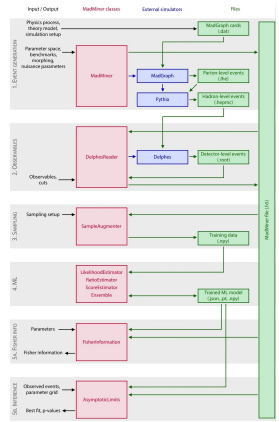 Input / Output
MadMiner classes
External simulators
Files
1. EVENT GENERATION
Physics process,
theory model,
simulation setup
MadGraph cards
(.dat)
Parameter space,
benchmarks,
morphing,
nuisance parameters
MadMiner
MadGraph
Parton-level events
(.lhe)
Pythia
Hadron-level events
(.hepmc)
2. OBSERVABLES
DelphesReader
Delphes
Detector-level events
(.root)
Observables,
cuts
3. SAMPLING
Sampling setup
SampleAugmenter
Training data
(.npy)
4. ML
LikelihoodEstimator
RatioEstimator
ScoreEstimator
Ensemble
Trained ML model
(.json, .pt, .npy)
5A. FISHER INFO
Parameters
FisherInformation
Fisher Information
5B. INFERENCE
Observed events,
parameter grid
AsymptoticLimits
Best fit, p-values
MadMiner file (.h5)